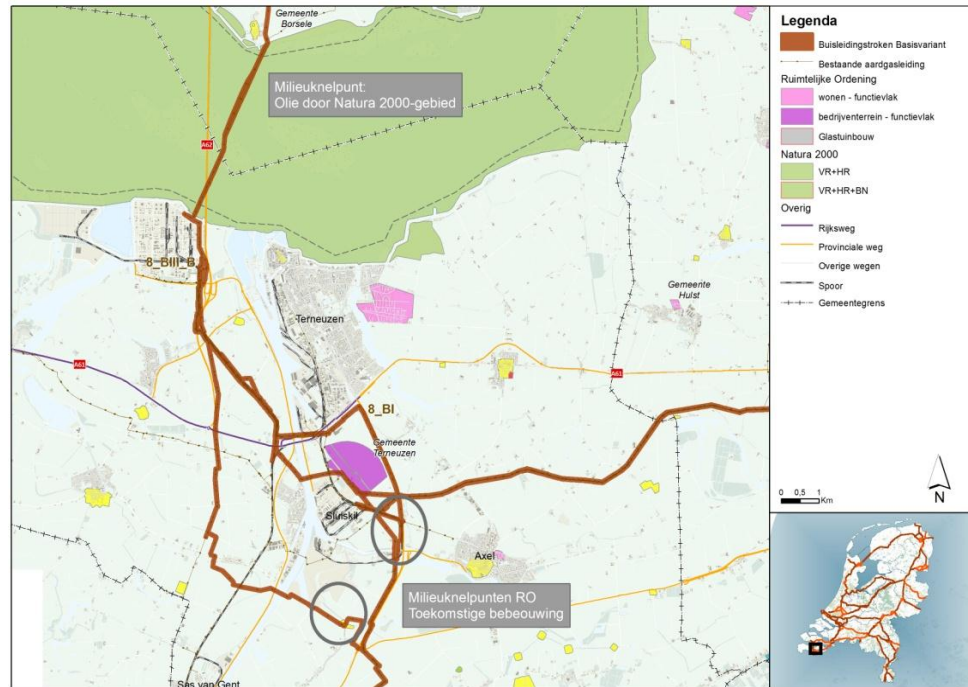 Gemeente
Borsele
Milieuknelpunt:
Olie door Natura 2000-gebied
A62
8_BIII_B
Terneuzen
Gemeente
Hulst
A61
A61
8_BI
Gemeente
Terneuzen
Sluiskil
Axel
Milieuknelpunten RO
Toekomstige bebeouwing
Sas van Gent
Legenda
Buisleidingstroken Basisvariant
Bestaande aardgasleiding
Ruimtelijke Ordening
wonen - functievlak
bedrijventerrein - functievlak
Glastuinbouw
Natura 2000
VR+HR
VR+HR+BN
Overig
Rijksweg
Provinciale weg
Overige wegen
Spoor
Gemeentegrens
0 0,5 1
Km
N